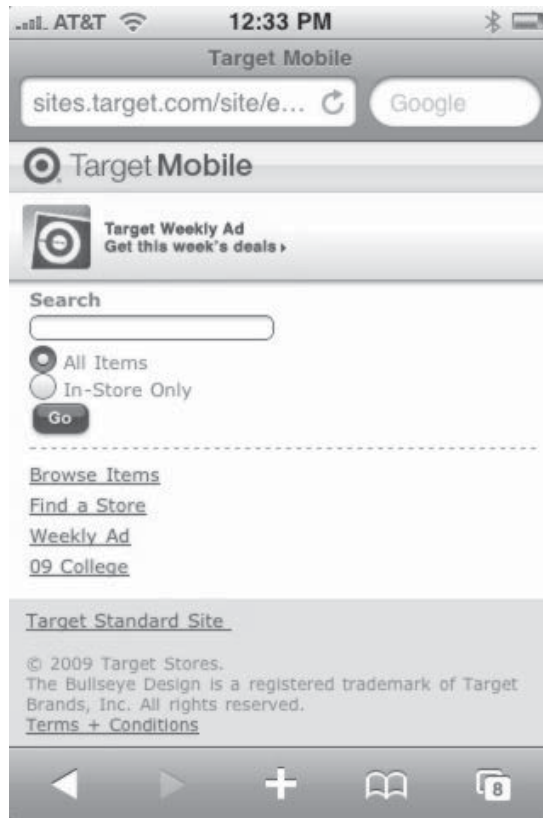 AT&T 12:33 PM
Target Mobile
sites.target.com/site/e... Google
Target Mobile
Target Weekly Ad
Get this week's deals
Search
All Items
In-Store Only
Go
Browse Items
Find a Store
Weekly Ad
09 College
Target Standard Site
© 2009 Target Stores.
The Bullseye Design is a registered trademark of Target
Brands, Inc. All rights reserved.
Terms + Conditions
8